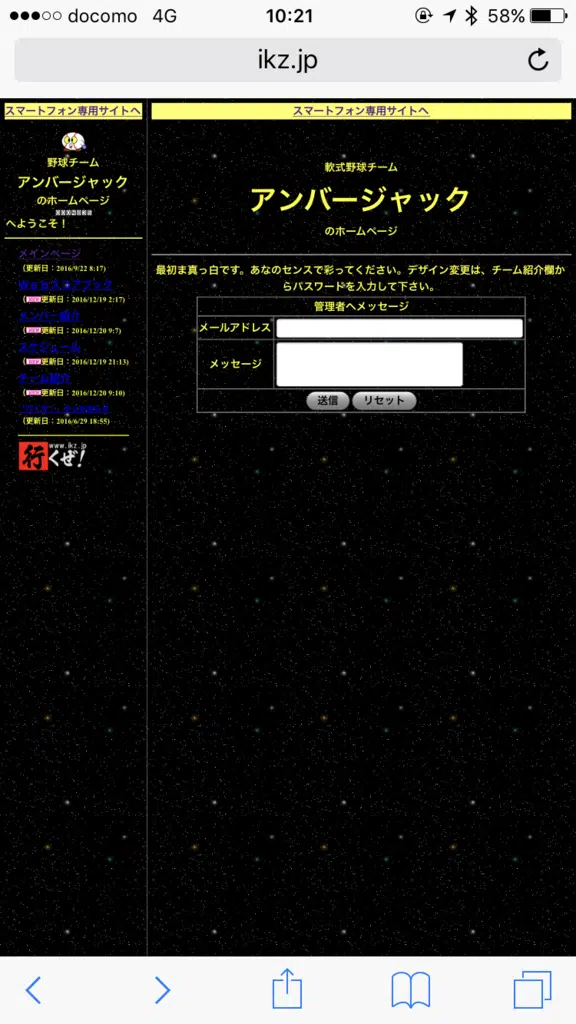 docomo 4G 10:21 58%
ikz.jp
スマートフォン専用サイトへ
野球チーム
アンバージャック
のホームページ
へようこそ！
メインページ
(更新日：2016/9/22 8:17)
Ｗｅｂスコアブック
(更新日：2016/12/19 2:17)
メンバー紹介
(更新日：2016/12/20 9:7)
スケジュール
(更新日：2016/12/19 21:13)
チーム紹介
(更新日：2016/12/20 9:10)
(更新日：2016/6/29 18:55)
www.ikz.jp
行くぜ!
スマートフォン専用サイトへ
軟式野球チーム
アンバージャック
のホームページ
最初ま真っ白です。あなのセンスで彩ってください。デザイン変更は、チーム紹介欄か
らパスワードを入力して下さい。
管理者へメッセージ
メールアドレス
メッセージ
送信 リセット